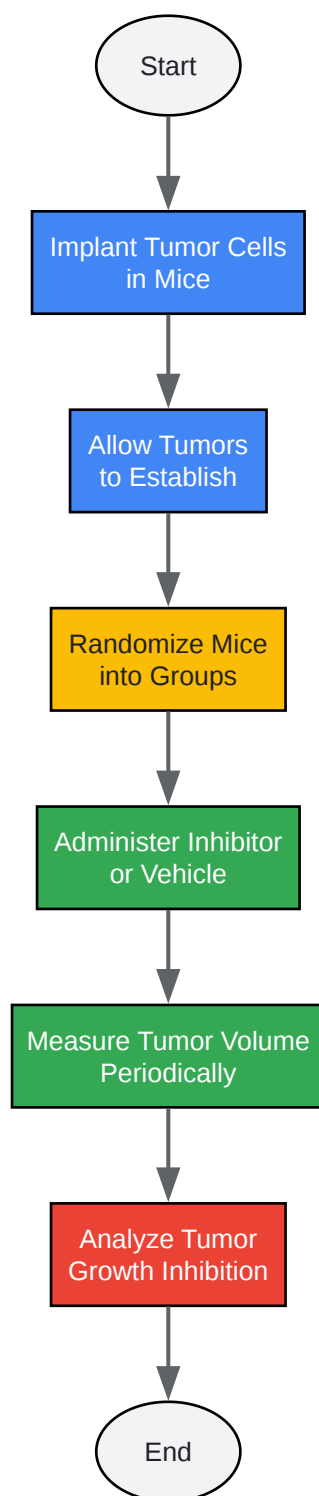 Start
Implant Tumor Cells
in Mice
Allow Tumors
to Establish
Randomize Mice
into Groups
Administer Inhibitor
or Vehicle
Measure Tumor Volume
Periodically
Analyze Tumor
Growth Inhibition
End